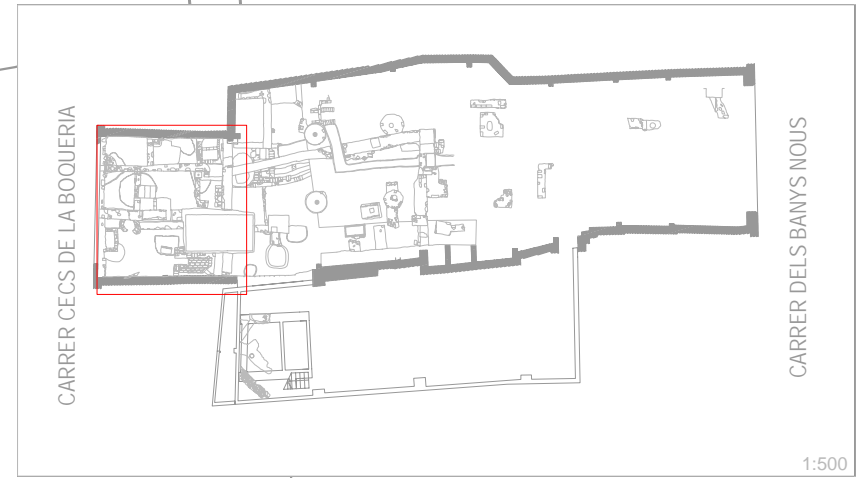 CARRER CECS DE LA BOQUERIA
CARRER DELS BANYS NOUS
1:500